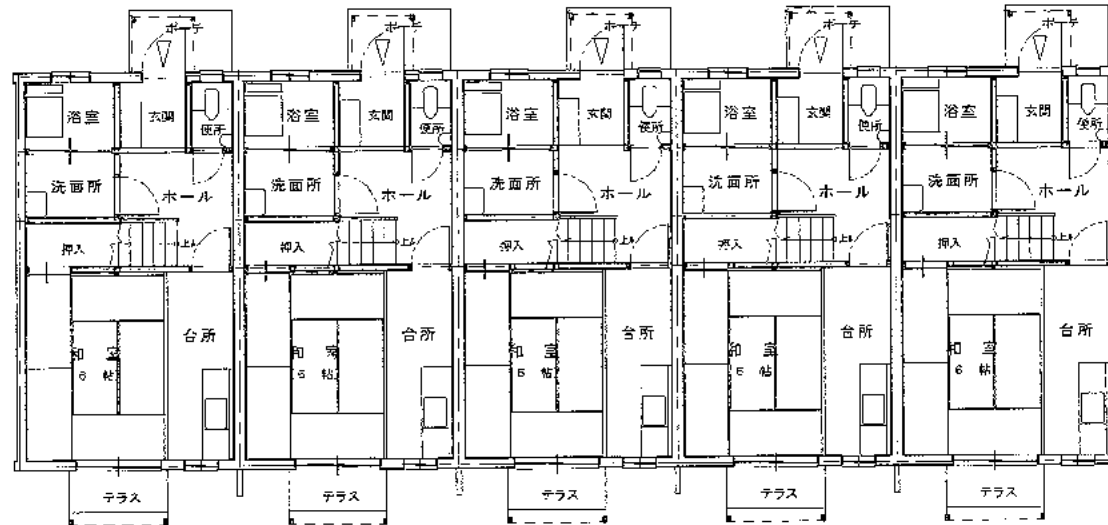 ポーチ ポーチ ポーチ ポーチ ポーチ
浴室 玄関 便所 浴室 玄関 便所 浴室 玄関 便所 浴室 玄関 便所 浴室 玄関 便所
洗面所 ホール 洗面所 ホール 洗面所 ホール 洗面所 ホール 洗面所 ホール
押入 上ル 押入 上ル 押入 上ル 押入 上ル 押入 上ル
台所 台所 台所 台所 台所
和室 和室 和室 和室 和室
6帖 6帖 6帖 6帖 6帖
テラス テラス テラス テラス テラス